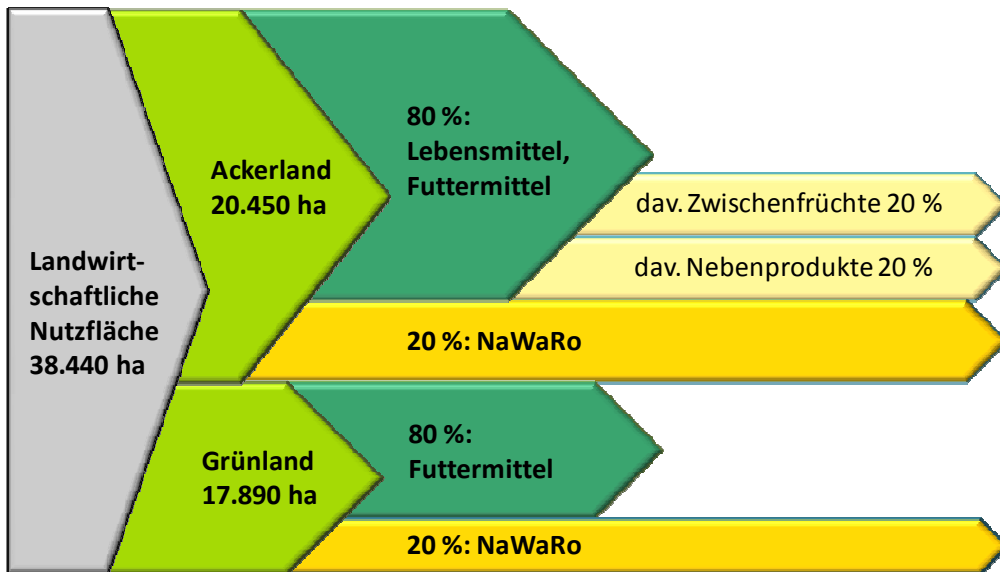 Landwirt-
schaftliche
Nutzfläche
38.440 ha
Ackerland
20.450 ha
80 %:
Lebensmittel,
Futtermittel
dav. Zwischenfrüchte 20 %
dav. Nebenprodukte 20 %
20 %: NaWaRo
Grünland
17.890 ha
80 %:
Futtermittel
20 %: NaWaRo